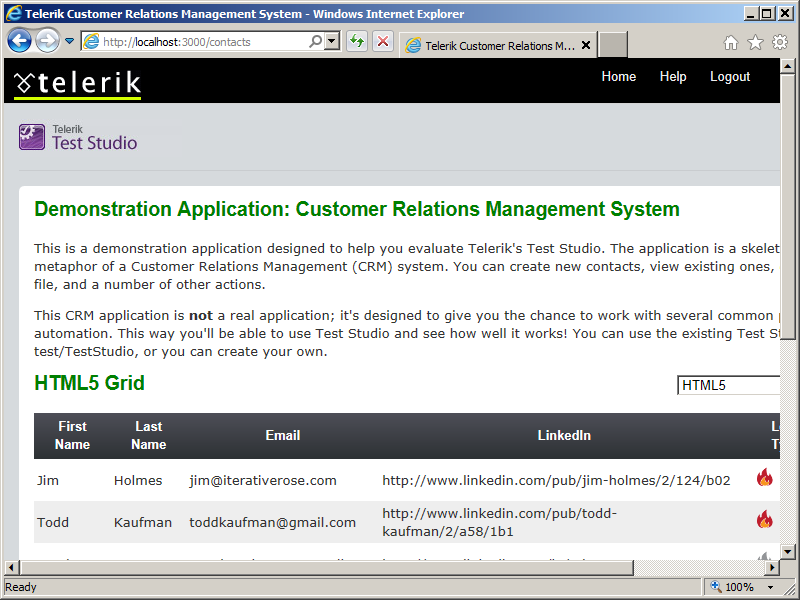 Telerik Customer Relations Management System - Windows Internet Explorer
http://localhost:3000/contacts
Telerik Customer Relations M...
telerik
Home Help Logout
Telerik
Test Studio
Demonstration Application: Customer Relations Management System
This is a demonstration application designed to help you evaluate Telerik's Test Studio. The application is a skelet
metaphor of a Customer Relations Management (CRM) system. You can create new contacts, view existing ones,
file, and a number of other actions.
This CRM application is not a real application; it's designed to give you the chance to work with several common
automation. This way you'll be able to use Test Studio and see how well it works! You can use the existing Test St
test/TestStudio, or you can create your own.
HTML5 Grid
HTML5
First Name Last Name Email LinkedIn
Jim Holmes jim@iterativerose.com http://www.linkedin.com/pub/jim-holmes/2/124/b02
Todd Kaufman toddkaufman@gmail.com http://www.linkedin.com/pub/todd-
kaufman/2/a58/1b1
Ready
100%